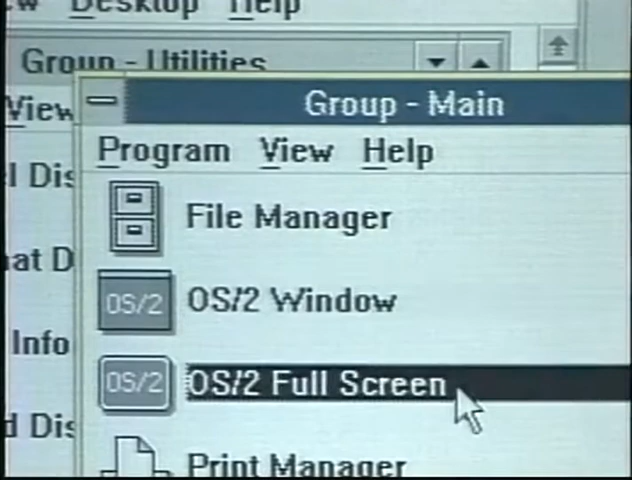 Desktop Help
Group - Utilities
View
Group - Main
Program View Help
File Manager
OS/2
OS/2 Window
OS/2
OS/2 Full Screen
Info
Print Manager